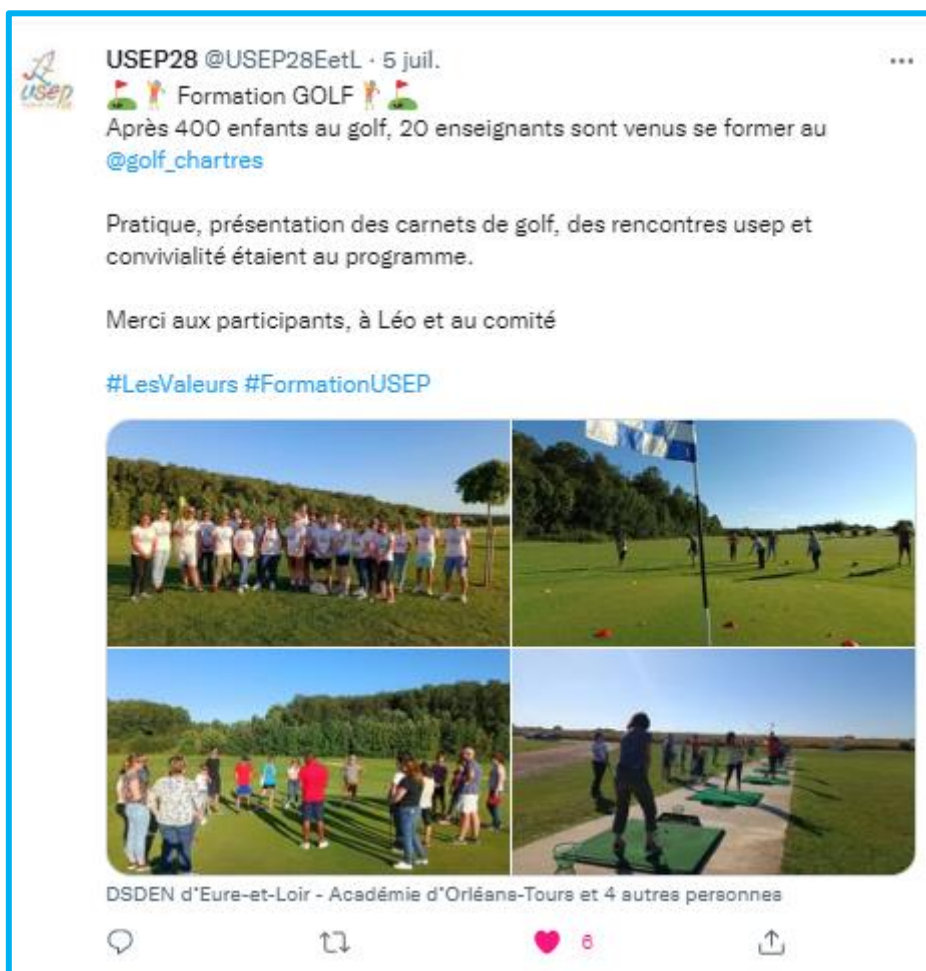 usep
USEP28 @USEP28EetL · 5 juil.
⛳🏌 Formation GOLF 🏌⛳
Après 400 enfants au golf, 20 enseignants sont venus se former au
@golf_chartres
Pratique, présentation des carnets de golf, des rencontres usep et
convivialité étaient au programme.
Merci aux participants, à Léo et au comité
#LesValeurs #FormationUSEP
DSDEN d'Eure-et-Loir - Académie d'Orléans-Tours et 4 autres personnes
6